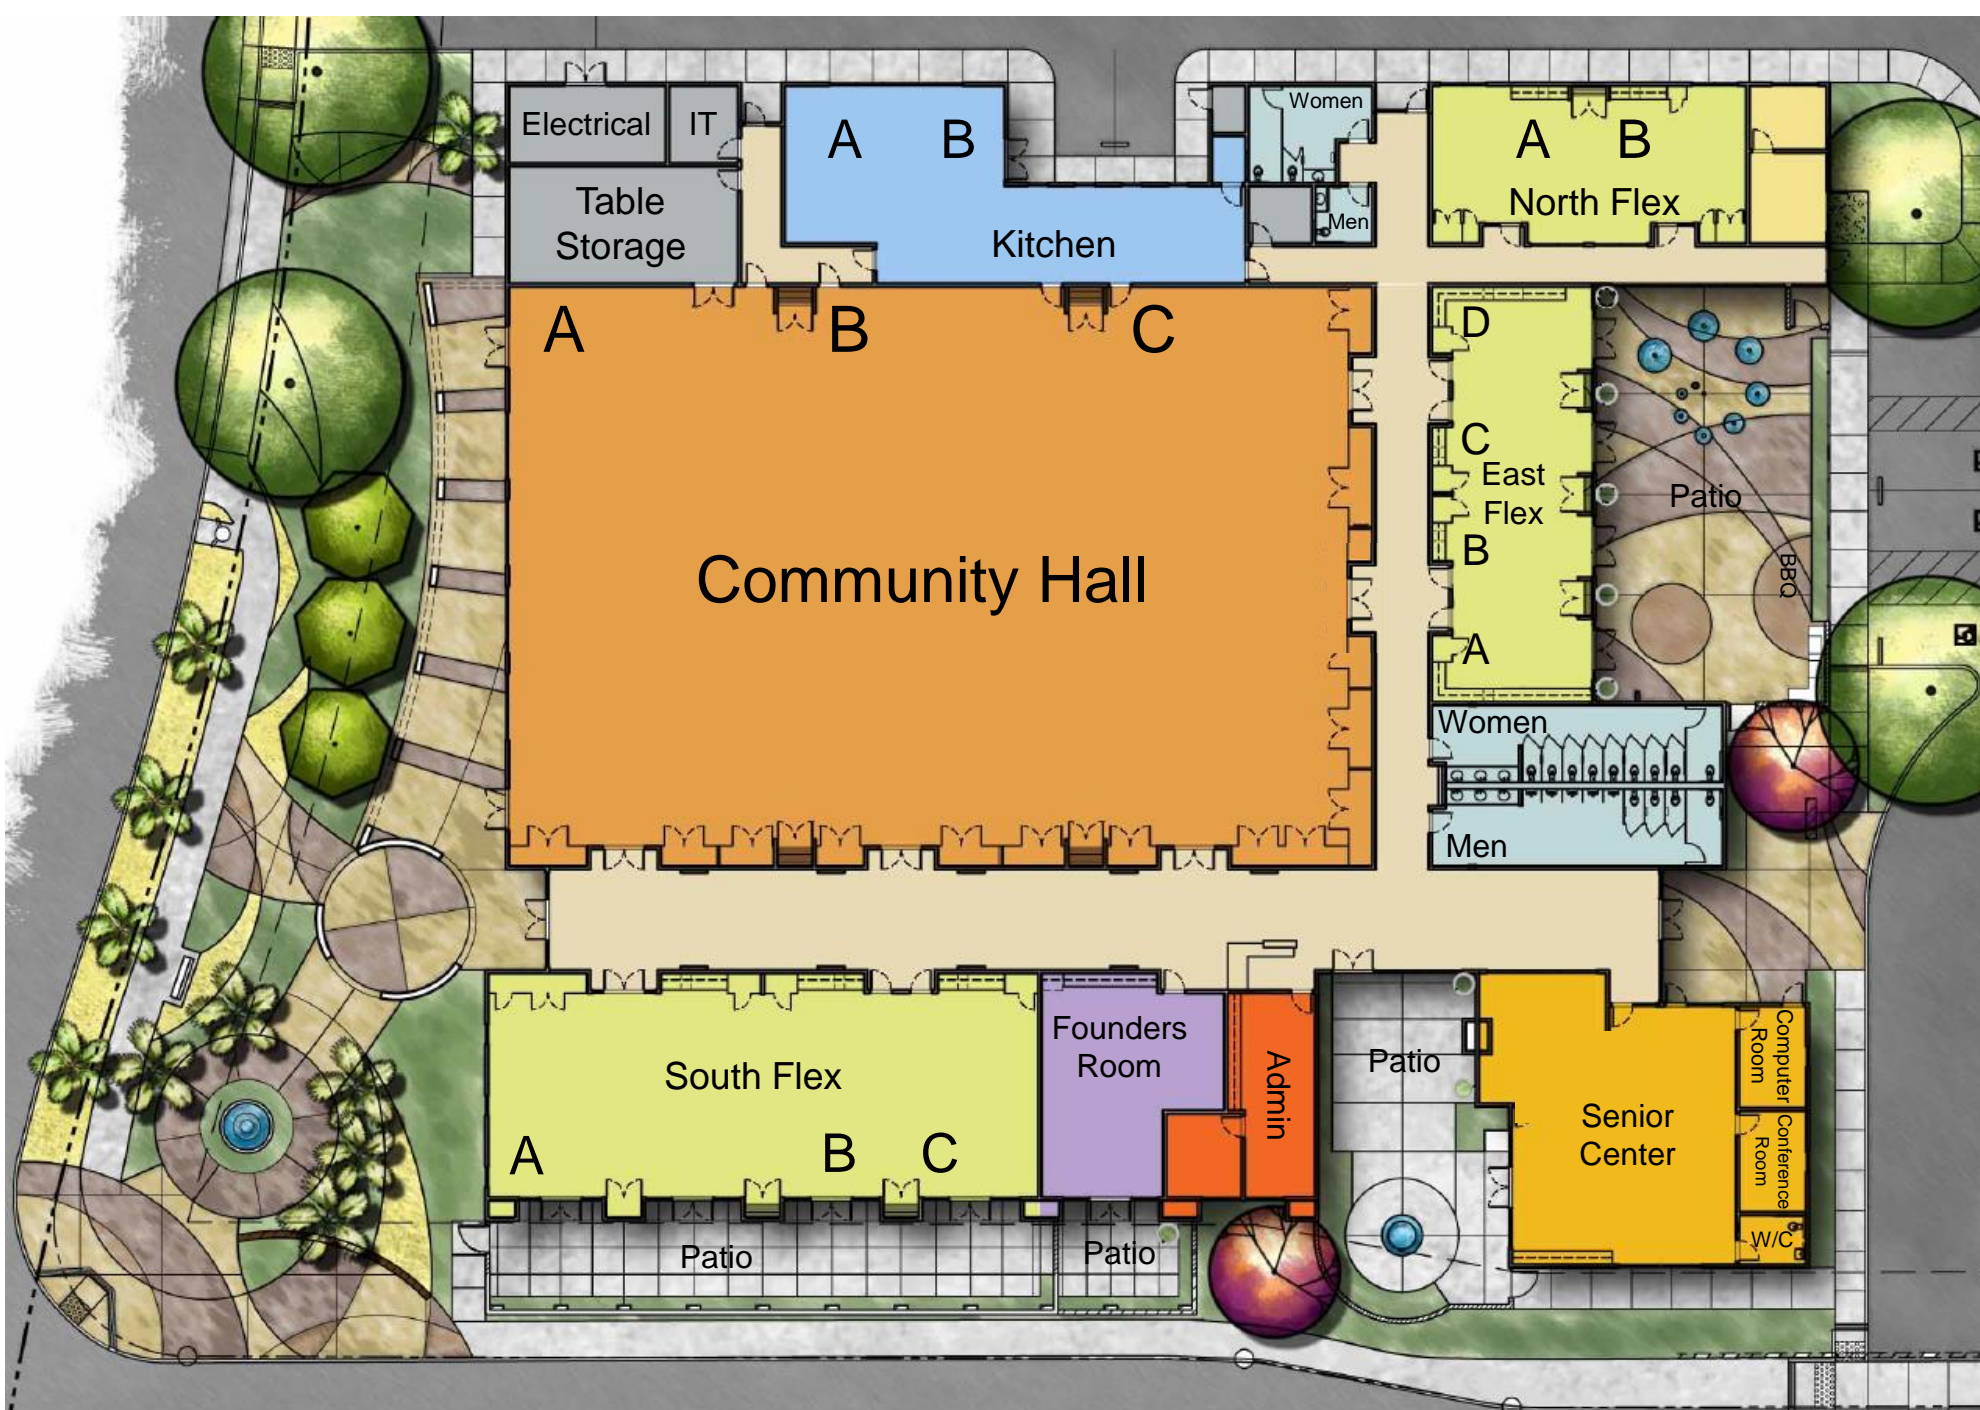 Electrical
IT
A
B
Women
A
B
Table
Storage
Kitchen
Men
North Flex
A
B
C
D
C
East
Flex
Patio
B
BBQ
Community Hall
A
Women
Men
Founders
Room
Computer
Room
South Flex
Admin
Patio
Senior
Center
Conference
Room
A
B
C
W/C
Patio
Patio